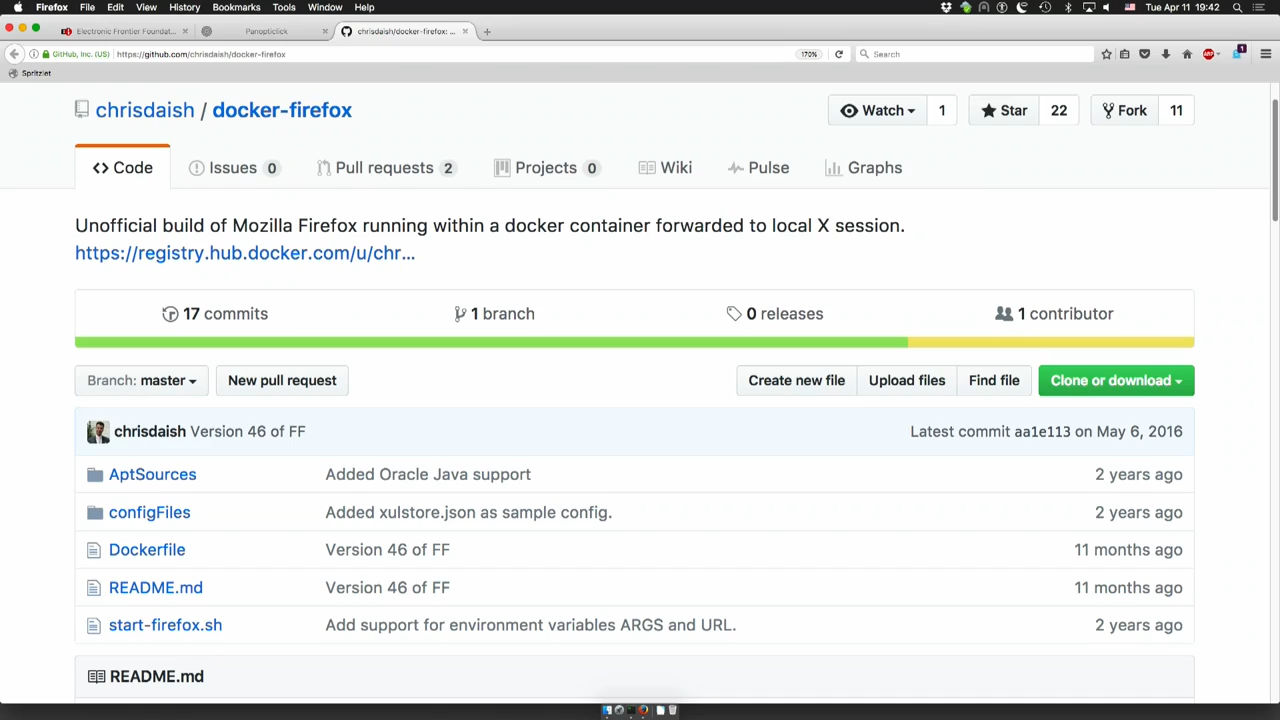 Firefox File Edit View History Bookmarks Tools Window Help Tue Apr 11 19:42
Electronic Frontier Foundat... Panopticlick chrisdaish/docker-firefox: ...
GitHub, Inc. (US) https://github.com/chrisdaish/docker-firefox 170% Search
Spritzlet
chrisdaish / docker-firefox Watch 1 Star 22 Fork 11
Code Issues 0 Pull requests 2 Projects 0 Wiki Pulse Graphs
Unofficial build of Mozilla Firefox running within a docker container forwarded to local X session.
https://registry.hub.docker.com/u/chr...
17 commits 1 branch 0 releases 1 contributor
Branch: master New pull request Create new file Upload files Find file Clone or download
chrisdaish Version 46 of FF Latest commit aa1e113 on May 6, 2016
AptSources Added Oracle Java support 2 years ago
configFiles Added xulstore.json as sample config. 2 years ago
Dockerfile Version 46 of FF 11 months ago
README.md Version 46 of FF 11 months ago
start-firefox.sh Add support for environment variables ARGS and URL. 2 years ago
README.md